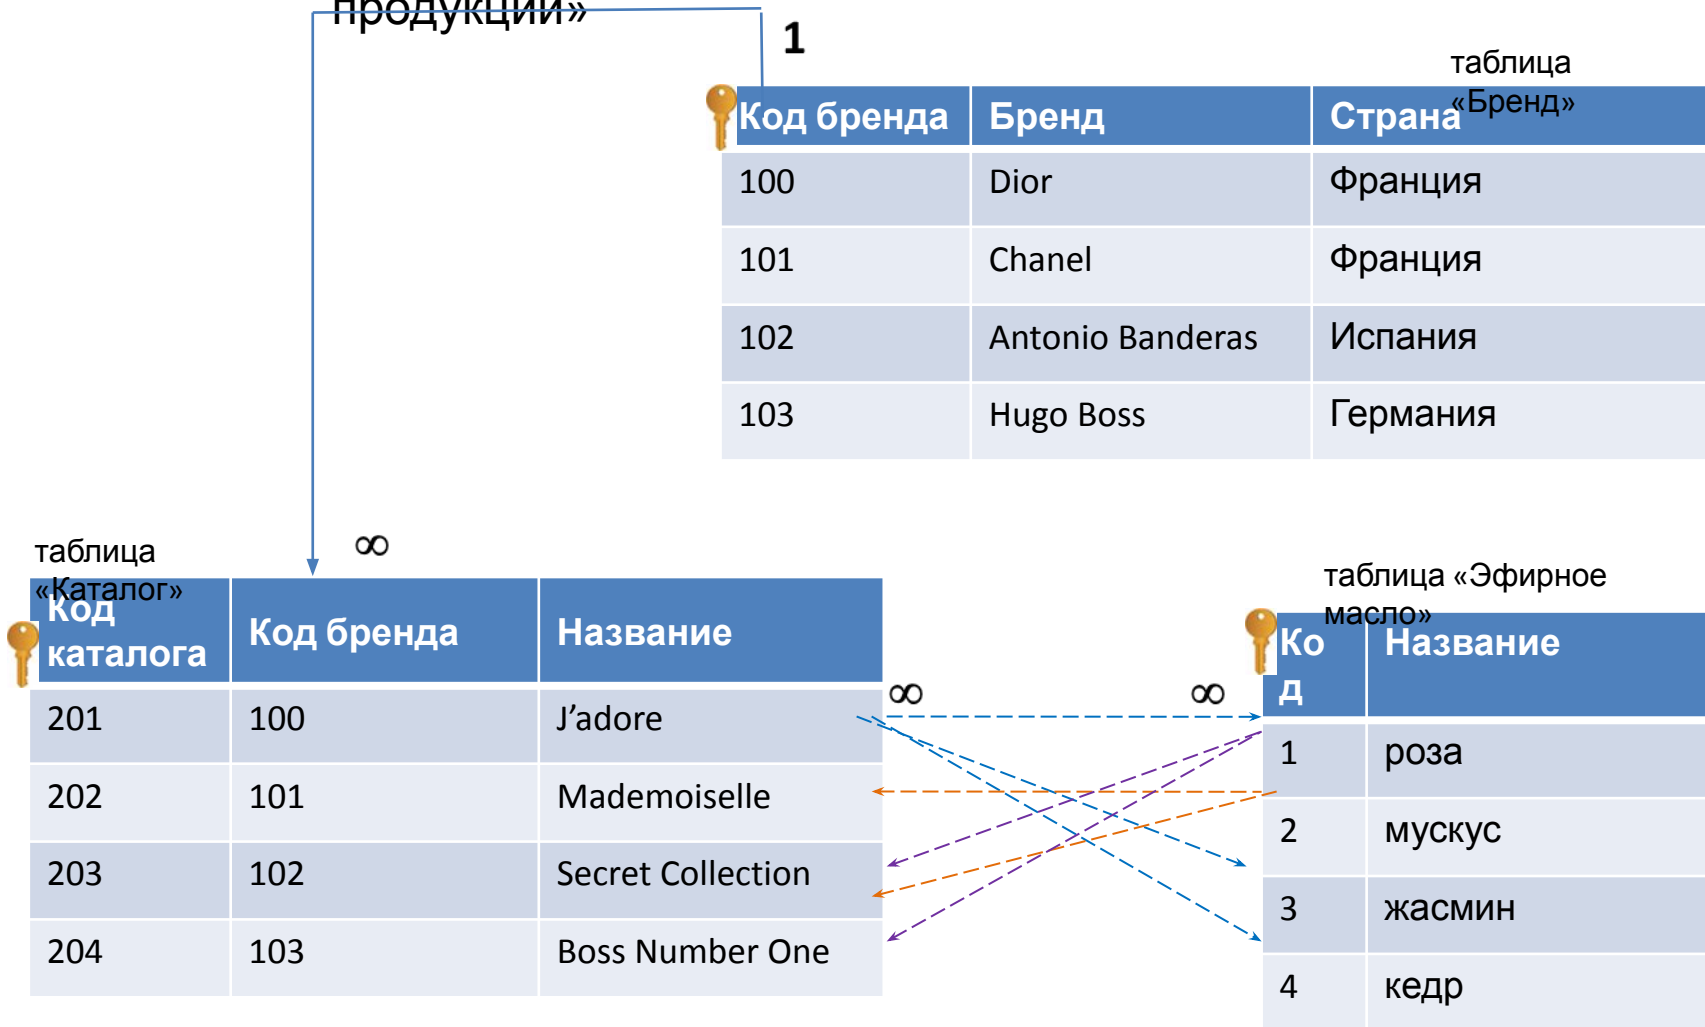 продукции»
1
таблица
«Бренд»
Код бренда Бренд Страна
100 Dior Франция
101 Chanel Франция
102 Antonio Banderas Испания
103 Hugo Boss Германия
∞
таблица
«Каталог»
Код
каталога Код бренда Название
201 100 J’adore
202 101 Mademoiselle
203 102 Secret Collection
204 103 Boss Number One
∞ ∞
таблица «Эфирное
масло»
Ко
д Название
1 роза
2 мускус
3 жасмин
4 кедр